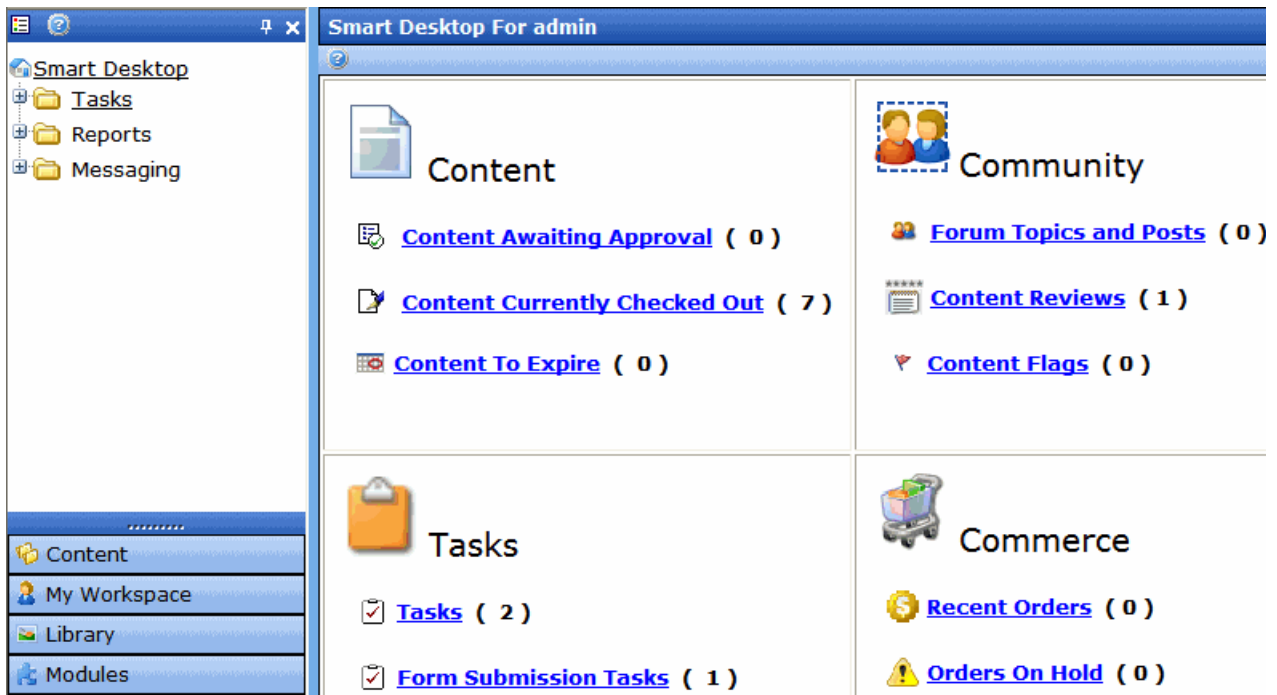 Smart Desktop
Tasks
Reports
Messaging
Content
My Workspace
Library
Modules
Smart Desktop For admin
Content
Content Awaiting Approval ( 0 )
Content Currently Checked Out ( 7 )
Content To Expire ( 0 )
Community
Forum Topics and Posts ( 0 )
Content Reviews ( 1 )
Content Flags ( 0 )
Tasks
Tasks ( 2 )
Form Submission Tasks ( 1 )
Commerce
Recent Orders ( 0 )
Orders On Hold ( 0 )